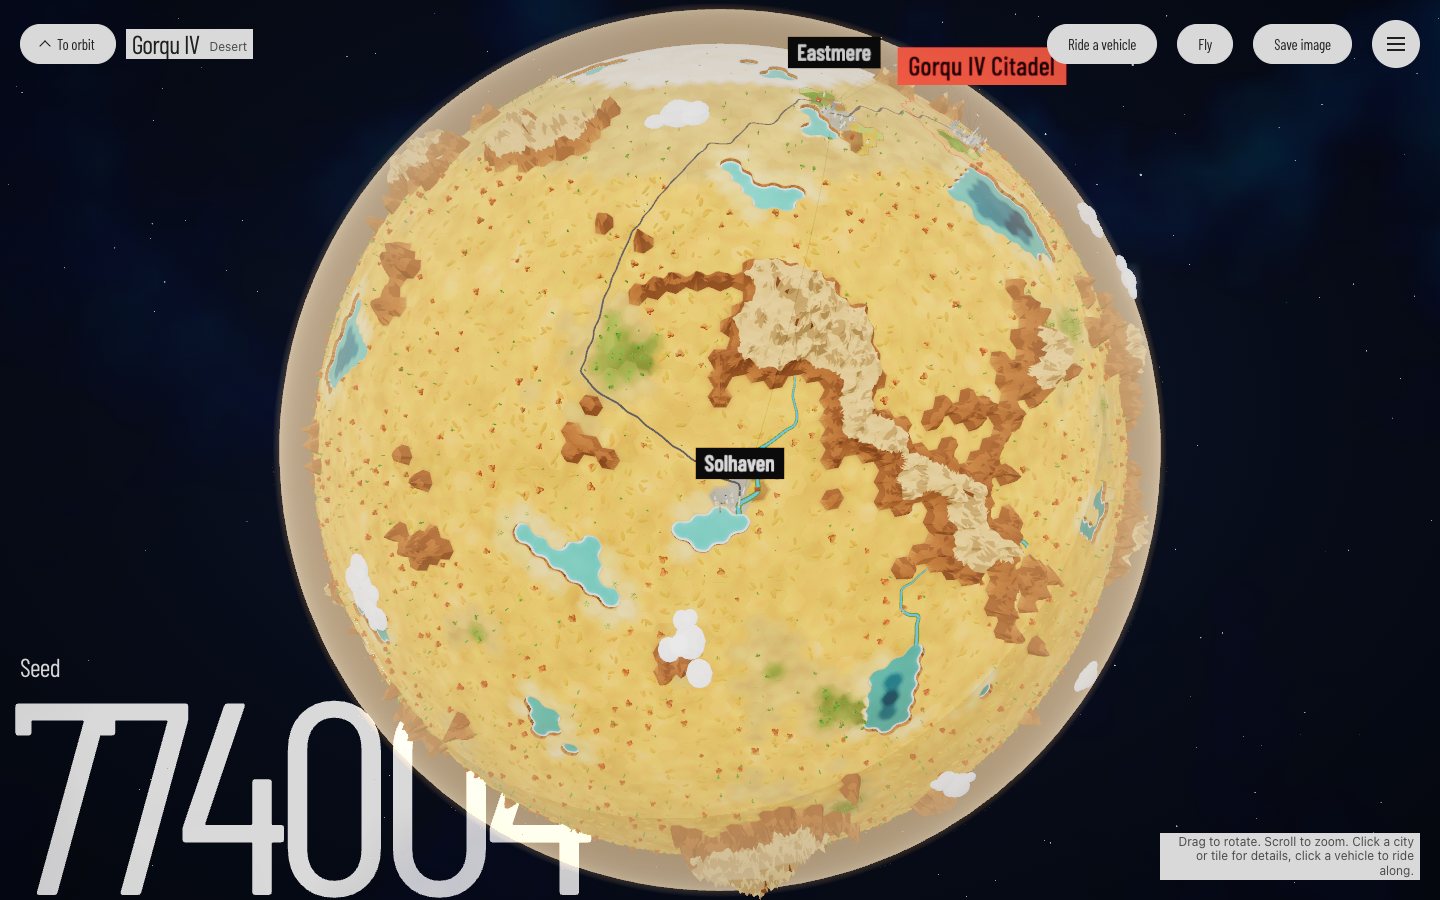 To orbit
Gorqu IV Desert
Eastmere
Gorqu IV Citadel
Ride a vehicle
Fly
Save image
Solhaven
Seed
774004
Drag to rotate. Scroll to zoom. Click a city
or tile for details, click a vehicle to ride
along.